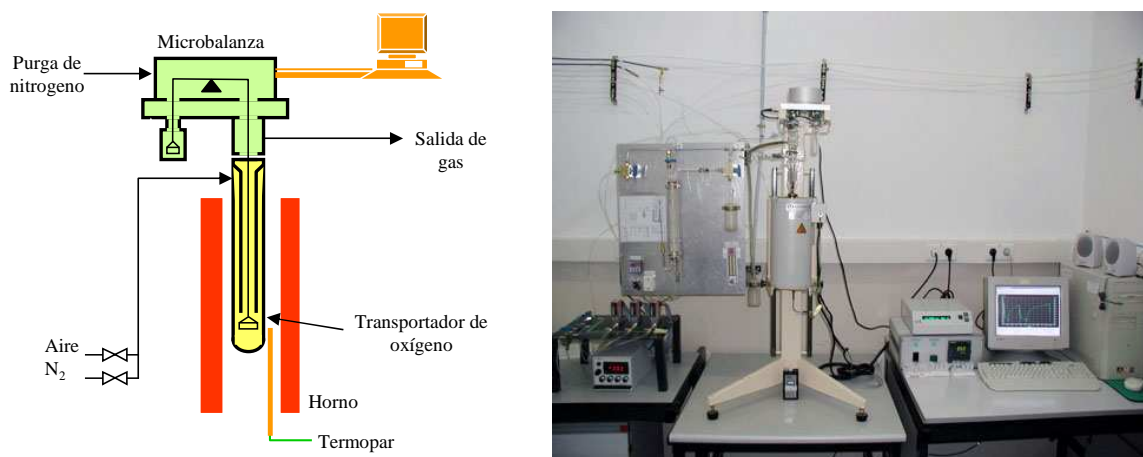 Microbalanza
Purga de
nitrogeno
Salida de
gas
Transportador de
oxígeno
Aire
N₂
Horno
Termopar